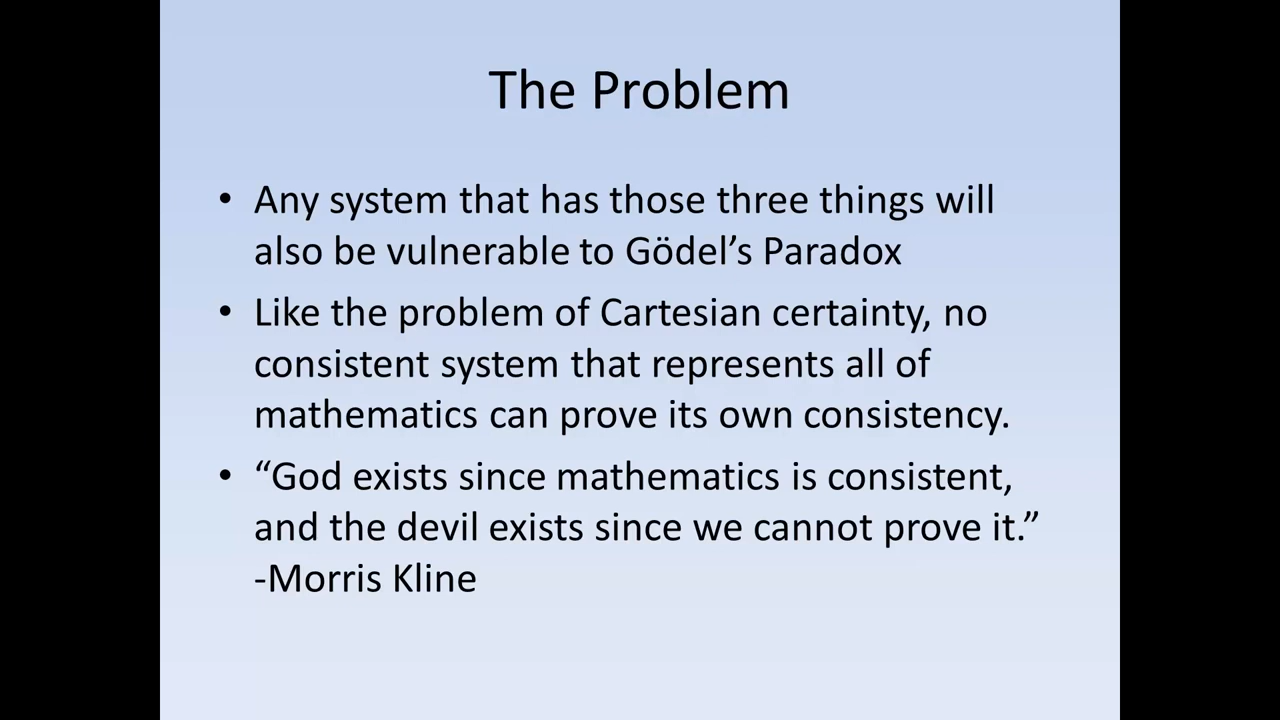 The Problem
• Any system that has those three things will
also be vulnerable to Gödel’s Paradox
• Like the problem of Cartesian certainty, no
consistent system that represents all of
mathematics can prove its own consistency.
• “God exists since mathematics is consistent,
and the devil exists since we cannot prove it.”
-Morris Kline